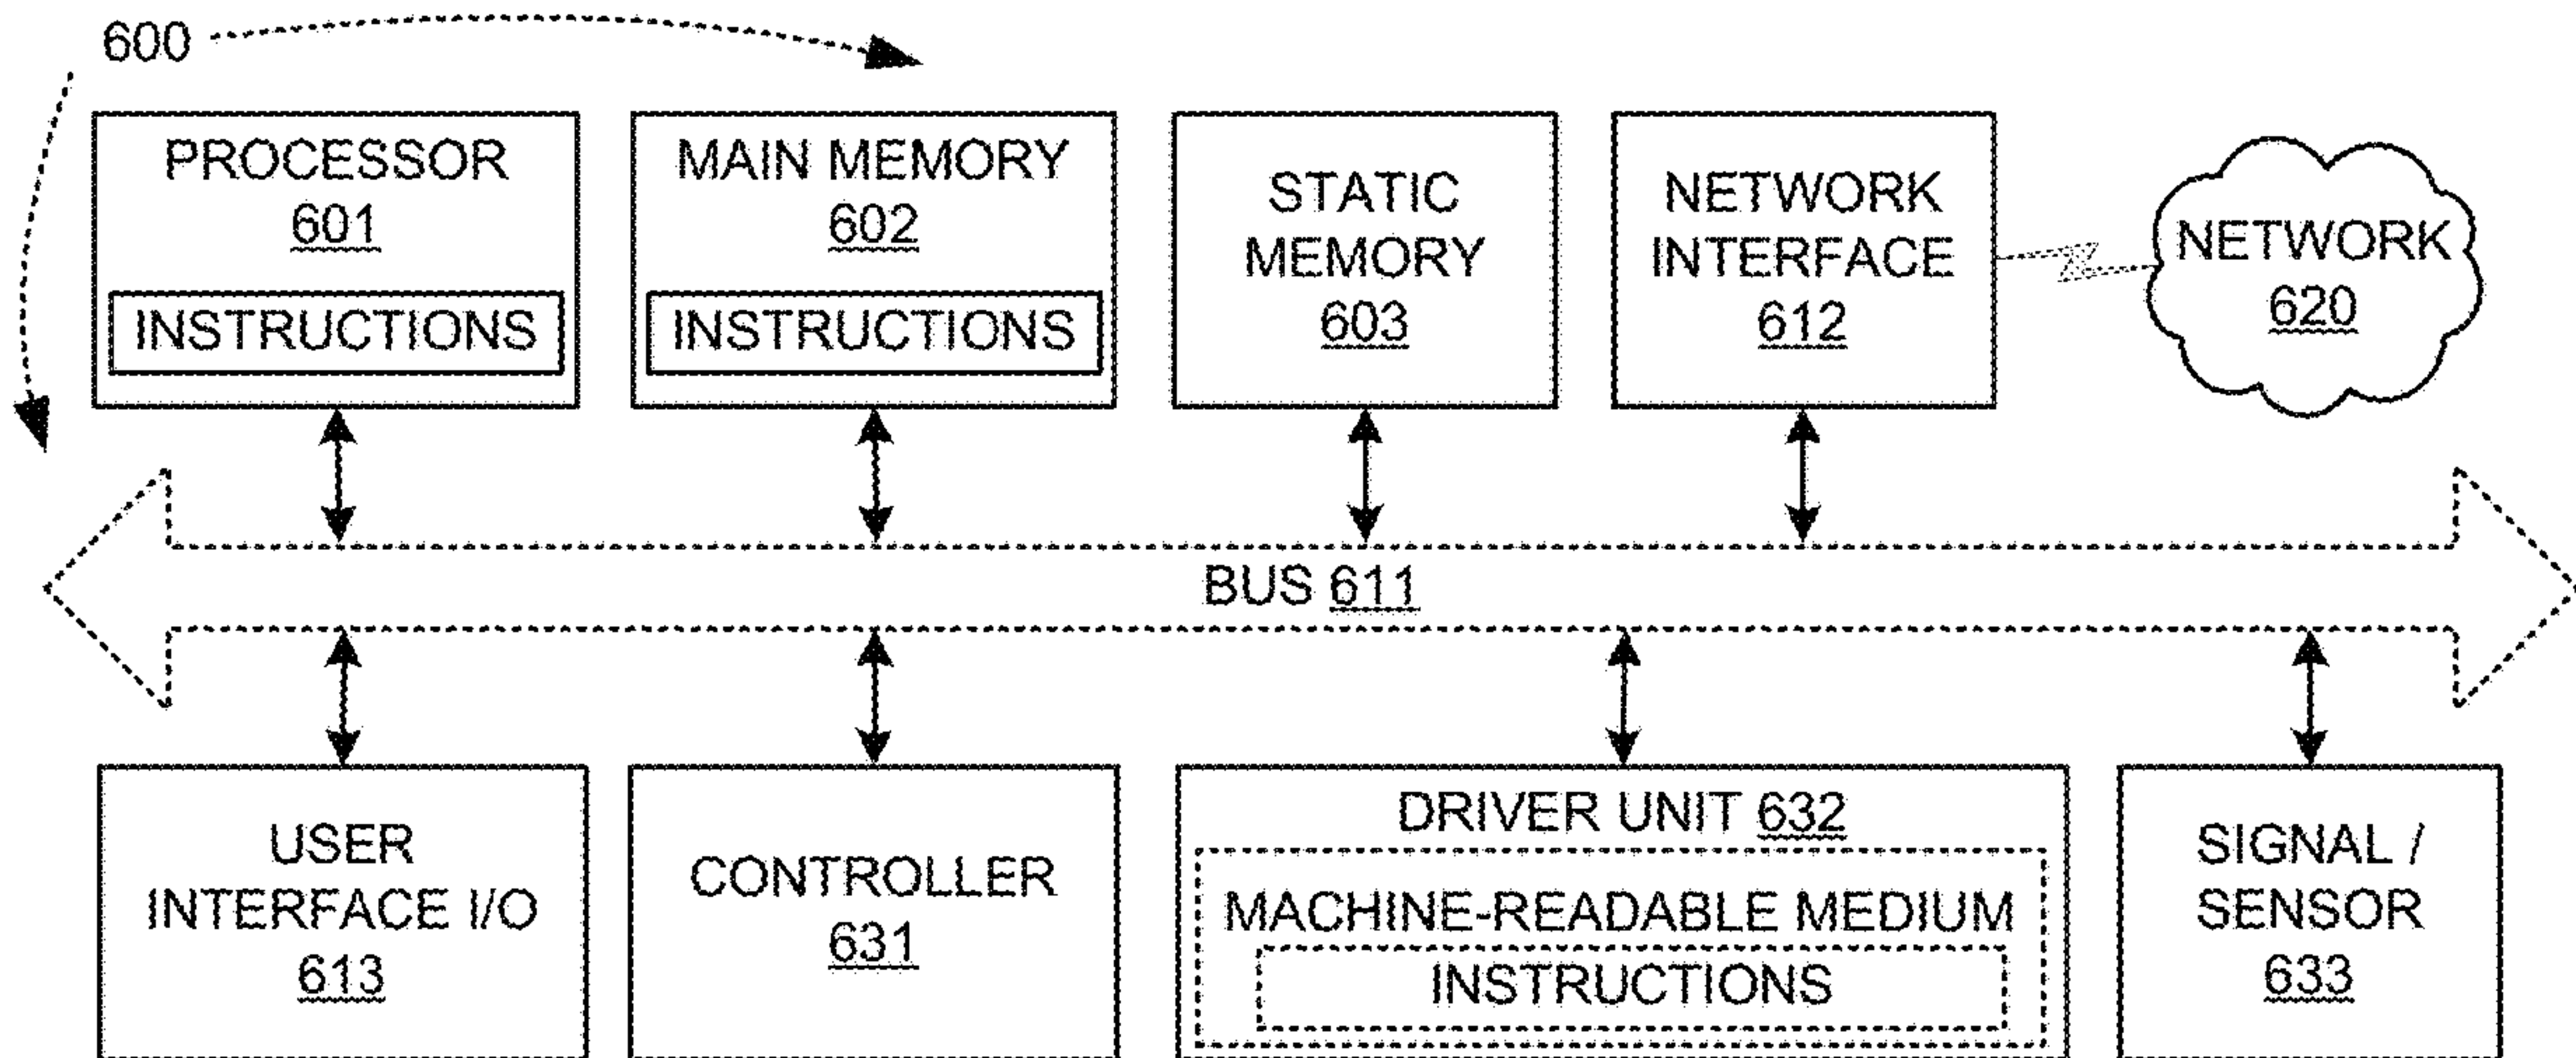 600
PROCESSOR
601
INSTRUCTIONS
MAIN MEMORY
602
INSTRUCTIONS
STATIC
MEMORY
603
NETWORK
INTERFACE
612
NETWORK
620
BUS 611
USER
INTERFACE I/O
613
CONTROLLER
631
DRIVER UNIT 632
MACHINE-READABLE MEDIUM
INSTRUCTIONS
SIGNAL /
SENSOR
633